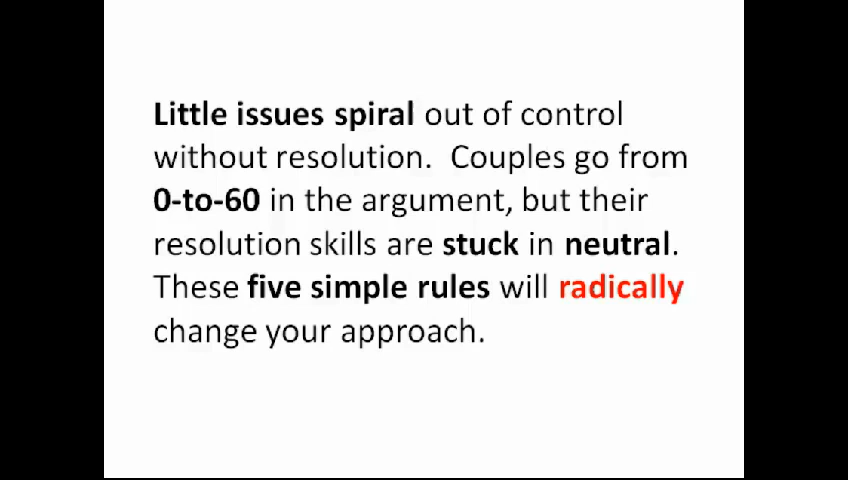 Little issues spiral out of control
without resolution.  Couples go from
0-to-60 in the argument, but their
resolution skills are stuck in neutral.
These five simple rules will radically
change your approach.